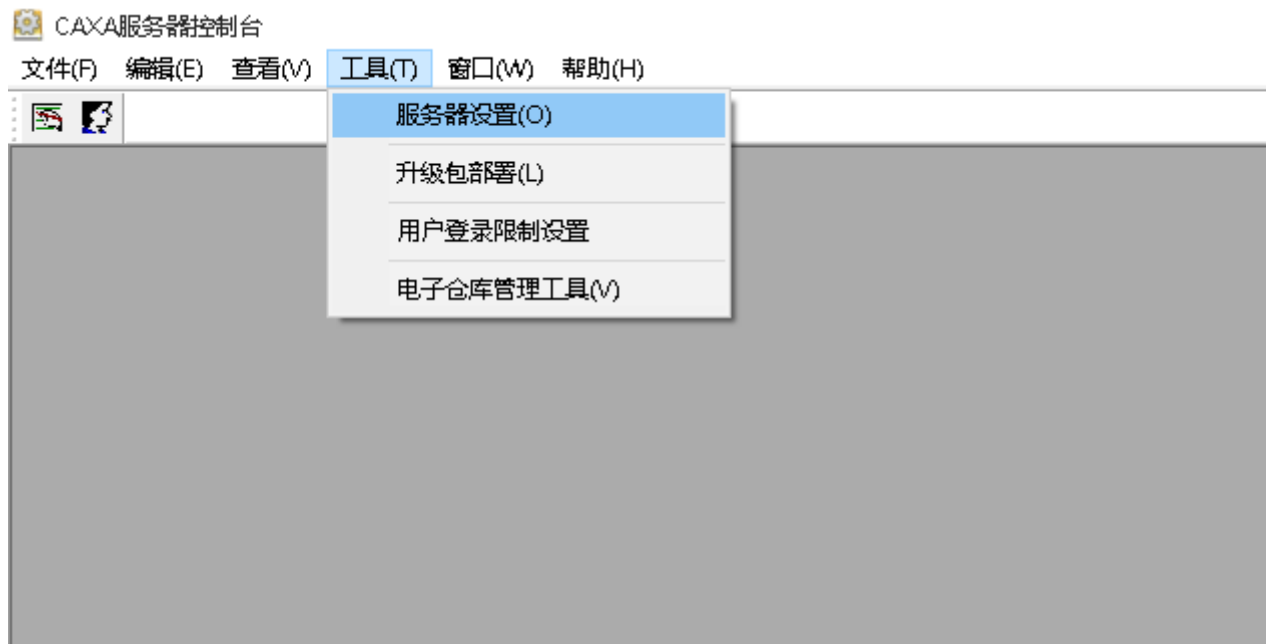 CAXA服务器控制台
文件(F) 编辑(E) 查看(V) 工具(T) 窗口(W) 帮助(H)
服务器设置(O)
升级包部署(L)
用户登录限制设置
电子仓库管理工具(V)